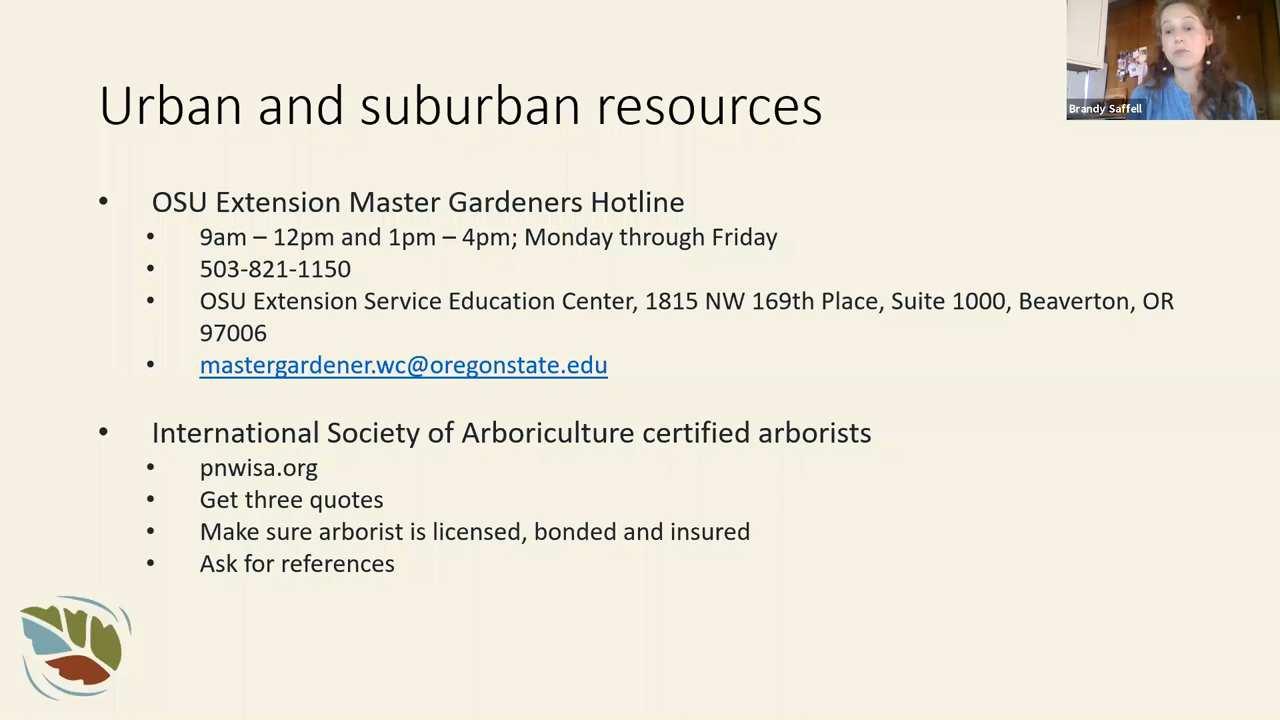 Brandy Saffell
Urban and suburban resources
• OSU Extension Master Gardeners Hotline
• 9am – 12pm and 1pm – 4pm; Monday through Friday
• 503-821-1150
• OSU Extension Service Education Center, 1815 NW 169th Place, Suite 1000, Beaverton, OR
97006
• mastergardener.wc@oregonstate.edu
• International Society of Arboriculture certified arborists
• pnwisa.org
• Get three quotes
• Make sure arborist is licensed, bonded and insured
• Ask for references